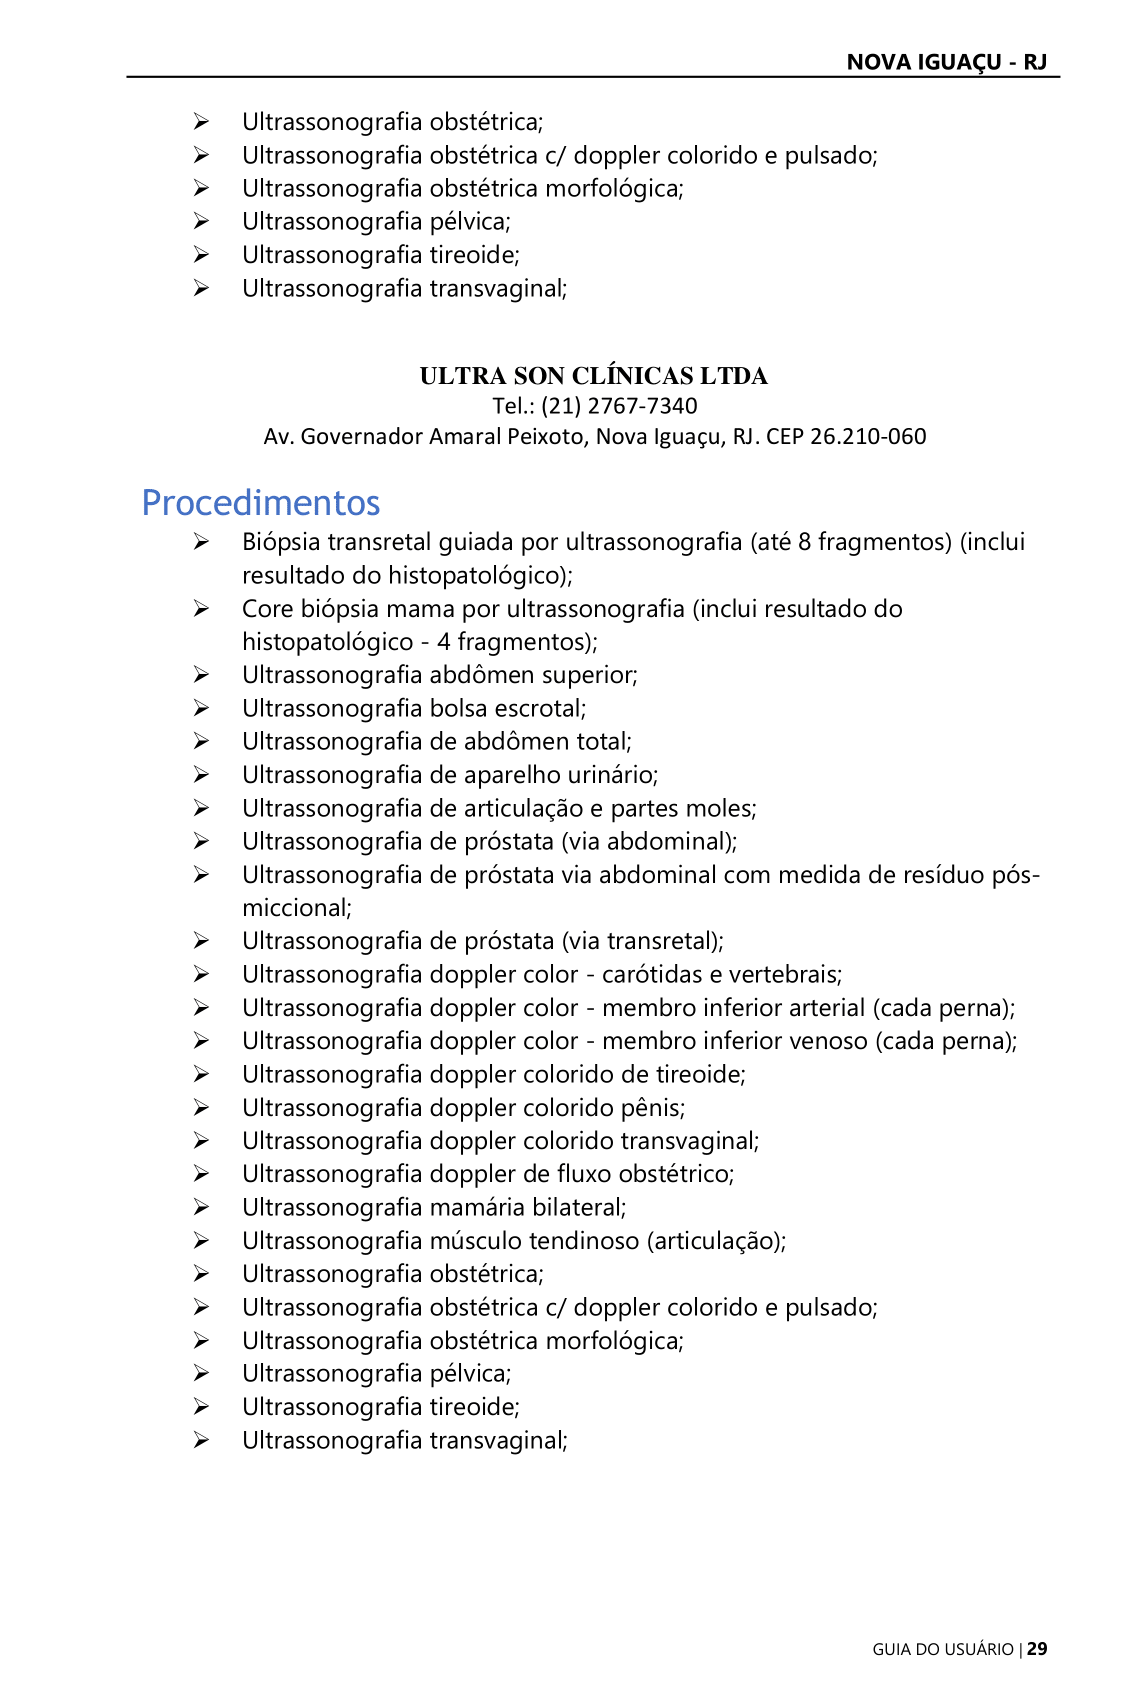 NOVA IGUAÇU - RJ
➢ Ultrassonografia obstétrica;
➢ Ultrassonografia obstétrica c/ doppler colorido e pulsado;
➢ Ultrassonografia obstétrica morfológica;
➢ Ultrassonografia pélvica;
➢ Ultrassonografia tireoide;
➢ Ultrassonografia transvaginal;
ULTRA SON CLÍNICAS LTDA
Tel.: (21) 2767-7340
Av. Governador Amaral Peixoto, Nova Iguaçu, RJ. CEP 26.210-060
Procedimentos
➢ Biópsia transretal guiada por ultrassonografia (até 8 fragmentos) (inclui
resultado do histopatológico);
➢ Core biópsia mama por ultrassonografia (inclui resultado do
histopatológico - 4 fragmentos);
➢ Ultrassonografia abdômen superior;
➢ Ultrassonografia bolsa escrotal;
➢ Ultrassonografia de abdômen total;
➢ Ultrassonografia de aparelho urinário;
➢ Ultrassonografia de articulação e partes moles;
➢ Ultrassonografia de próstata (via abdominal);
➢ Ultrassonografia de próstata via abdominal com medida de resíduo pós-
miccional;
➢ Ultrassonografia de próstata (via transretal);
➢ Ultrassonografia doppler color - carótidas e vertebrais;
➢ Ultrassonografia doppler color - membro inferior arterial (cada perna);
➢ Ultrassonografia doppler color - membro inferior venoso (cada perna);
➢ Ultrassonografia doppler colorido de tireoide;
➢ Ultrassonografia doppler colorido pênis;
➢ Ultrassonografia doppler colorido transvaginal;
➢ Ultrassonografia doppler de fluxo obstétrico;
➢ Ultrassonografia mamária bilateral;
➢ Ultrassonografia músculo tendinoso (articulação);
➢ Ultrassonografia obstétrica;
➢ Ultrassonografia obstétrica c/ doppler colorido e pulsado;
➢ Ultrassonografia obstétrica morfológica;
➢ Ultrassonografia pélvica;
➢ Ultrassonografia tireoide;
➢ Ultrassonografia transvaginal;
GUIA DO USUÁRIO | 29